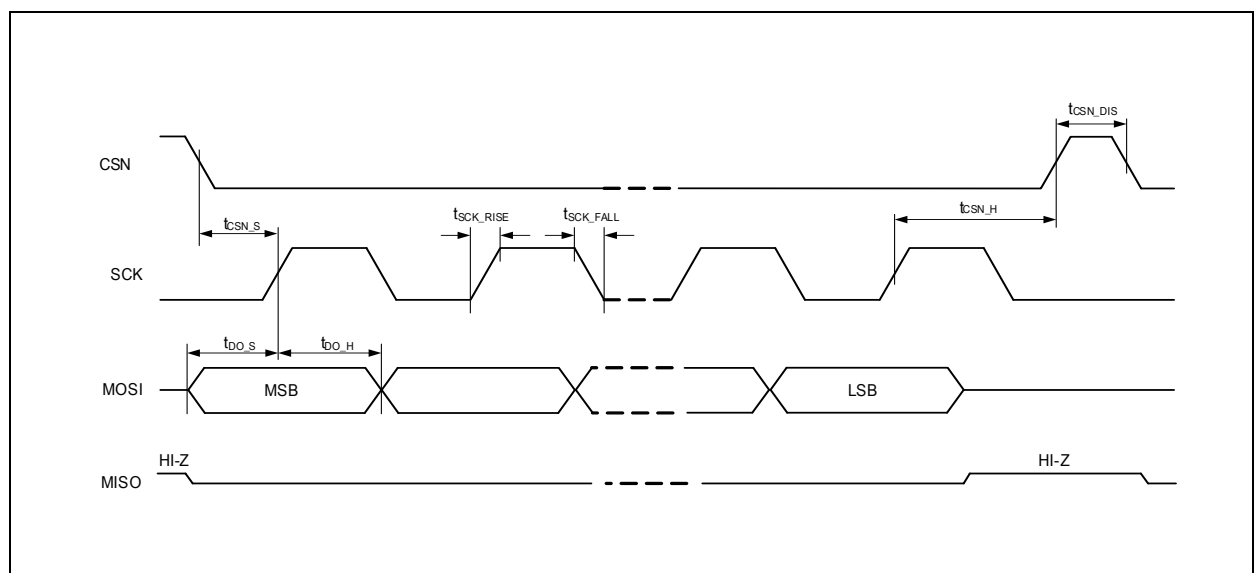 tCSN_DIS
CSN
tCSN_S
tSCK_RISE
tSCK_FALL
tCSN_H
SCK
tDO_S
tDO_H
MOSI
MSB
LSB
HI-Z
HI-Z
MISO